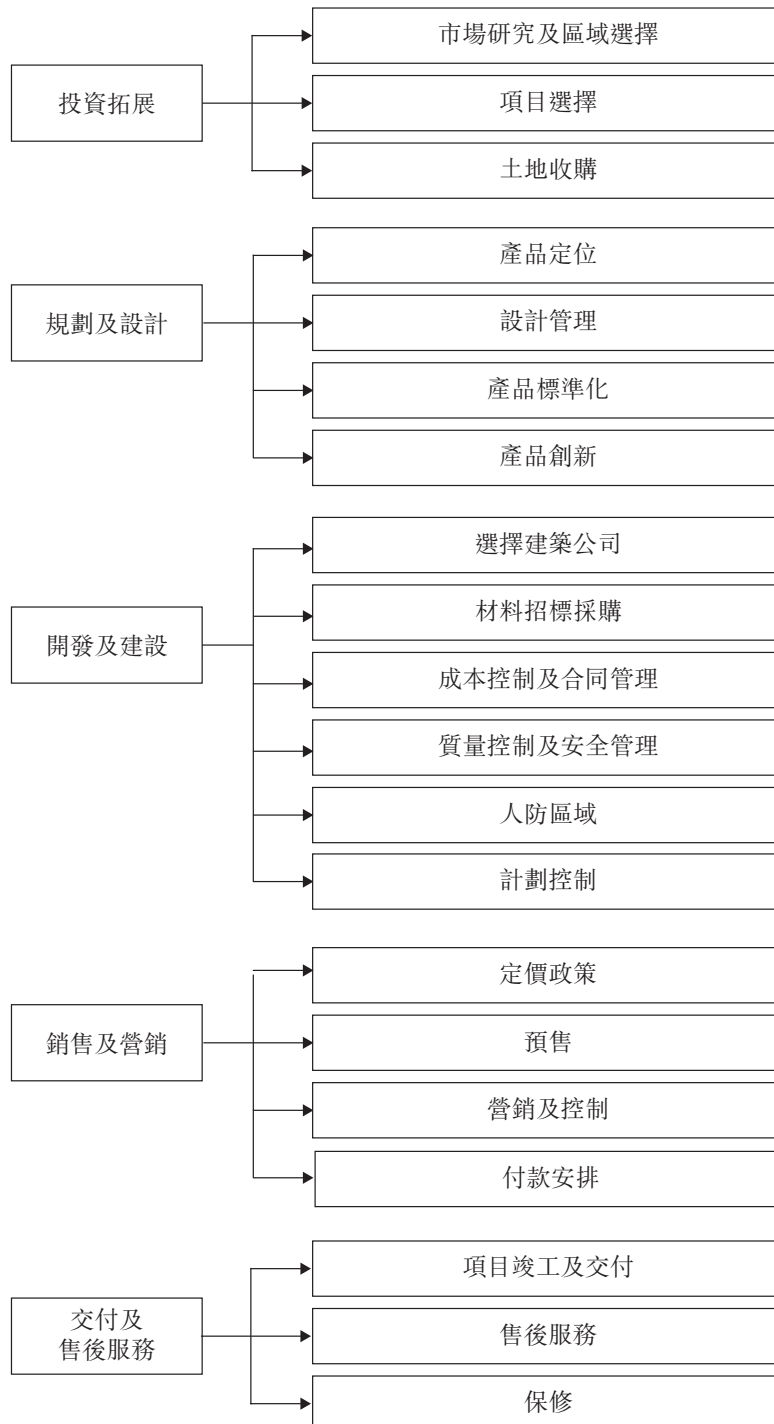 投資拓展
市場研究及區域選擇
項目選擇
土地收購
規劃及設計
產品定位
設計管理
產品標準化
產品創新
開發及建設
選擇建築公司
材料招標採購
成本控制及合同管理
質量控制及安全管理
人防區域
計劃控制
銷售及營銷
定價政策
預售
營銷及控制
付款安排
交付及
售後服務
項目竣工及交付
售後服務
保修